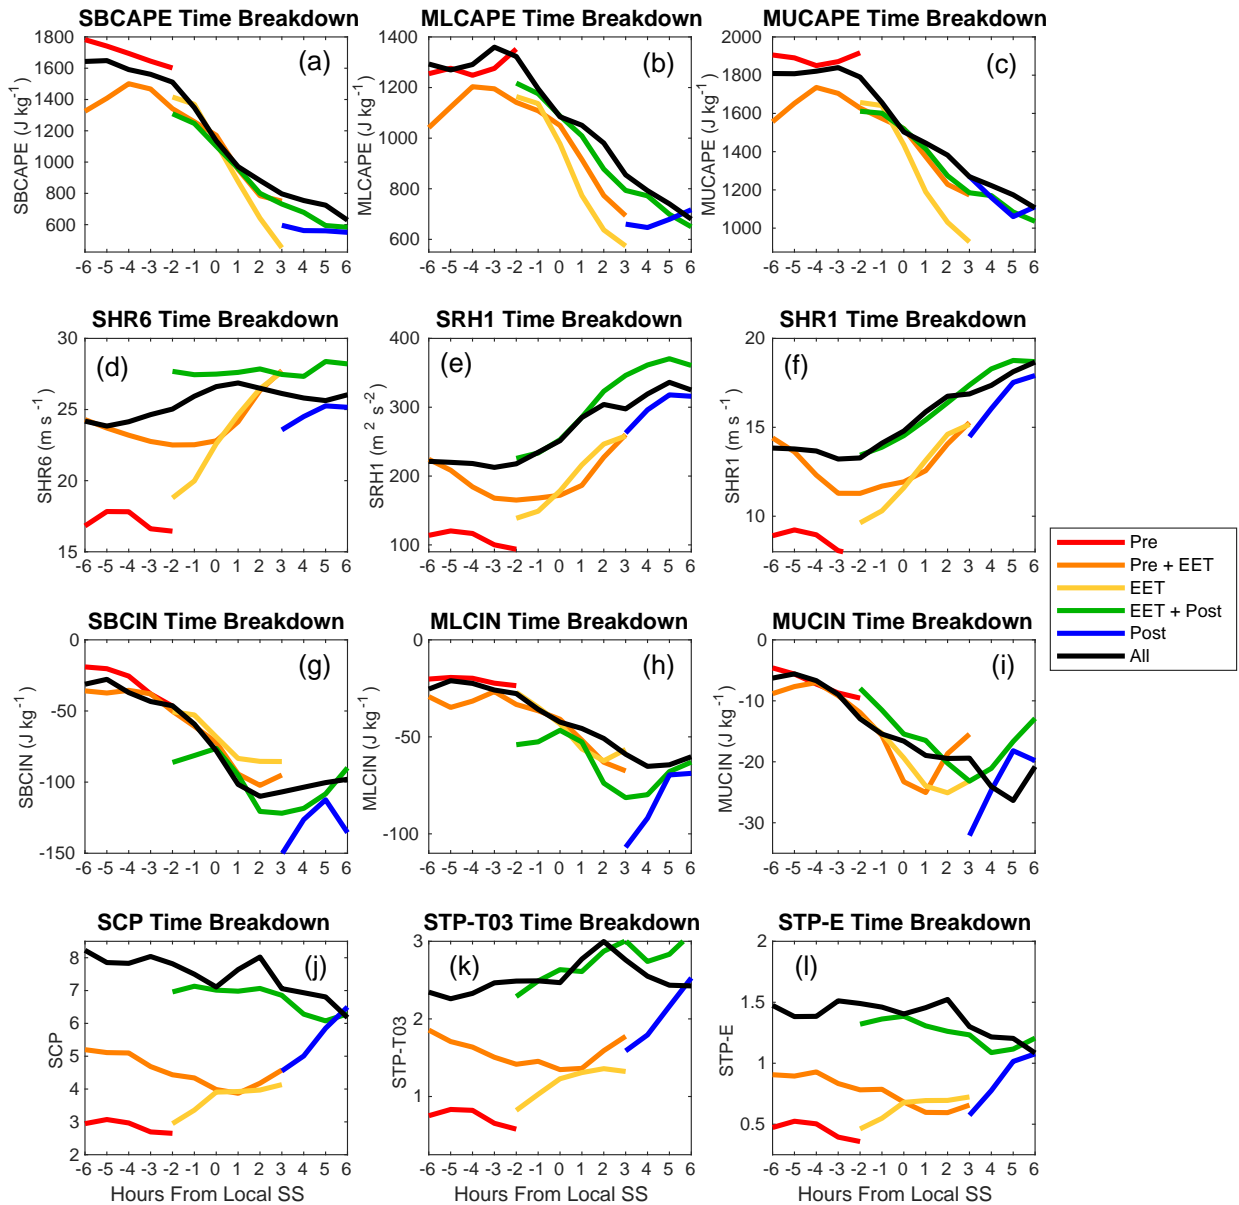 SBCAPE Time Breakdown
MLCAPE Time Breakdown
MUCAPE Time Breakdown
1800
1600
1400
1200
1000
800
600
SBCAPE (J kg-1)
(a)
-6 -5 -4 -3 -2 -1 0 1 2 3 4 5 6
1400
1200
1000
800
600
MLCAPE (J kg-1)
(b)
-6 -5 -4 -3 -2 -1 0 1 2 3 4 5 6
2000
1800
1600
1400
1200
1000
MUCAPE (J kg-1)
(c)
-6 -5 -4 -3 -2 -1 0 1 2 3 4 5 6
SHR6 Time Breakdown
SRH1 Time Breakdown
SHR1 Time Breakdown
30
25
20
15
SHR6 (m s-1)
(d)
-6 -5 -4 -3 -2 -1 0 1 2 3 4 5 6
400
300
200
100
SRH1 (m2 s-2)
(e)
-6 -5 -4 -3 -2 -1 0 1 2 3 4 5 6
20
15
10
SHR1 (m s-1)
(f)
-6 -5 -4 -3 -2 -1 0 1 2 3 4 5 6
Pre
Pre + EET
EET
EET + Post
Post
All
SBCIN Time Breakdown
MLCIN Time Breakdown
MUCIN Time Breakdown
0
-50
-100
-150
SBCIN (J kg-1)
(g)
-6 -5 -4 -3 -2 -1 0 1 2 3 4 5 6
0
-50
-100
MLCIN (J kg-1)
(h)
-6 -5 -4 -3 -2 -1 0 1 2 3 4 5 6
0
-10
-20
-30
MUCIN (J kg-1)
(i)
-6 -5 -4 -3 -2 -1 0 1 2 3 4 5 6
SCP Time Breakdown
STP-T03 Time Breakdown
STP-E Time Breakdown
8
7
6
5
4
3
2
SCP
(j)
-6 -5 -4 -3 -2 -1 0 1 2 3 4 5 6
Hours From Local SS
3
2
1
STP-T03
(k)
-6 -5 -4 -3 -2 -1 0 1 2 3 4 5 6
Hours From Local SS
2
1.5
1
0.5
STP-E
(l)
-6 -5 -4 -3 -2 -1 0 1 2 3 4 5 6
Hours From Local SS